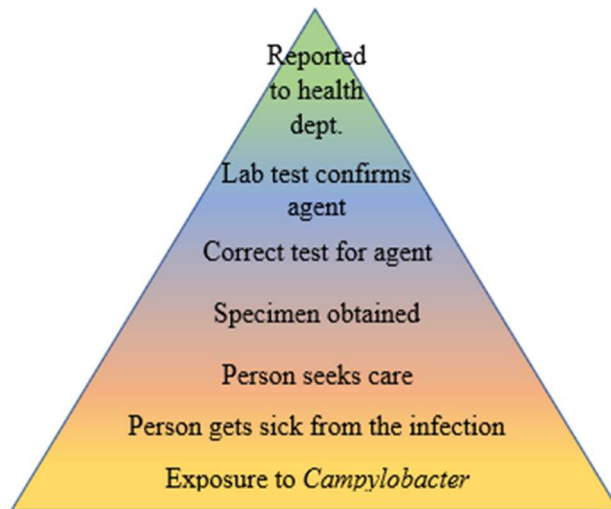 Reported
to health
dept.
Lab test confirms
agent
Correct test for agent
Specimen obtained
Person seeks care
Person gets sick from the infection
Exposure to Campylobacter